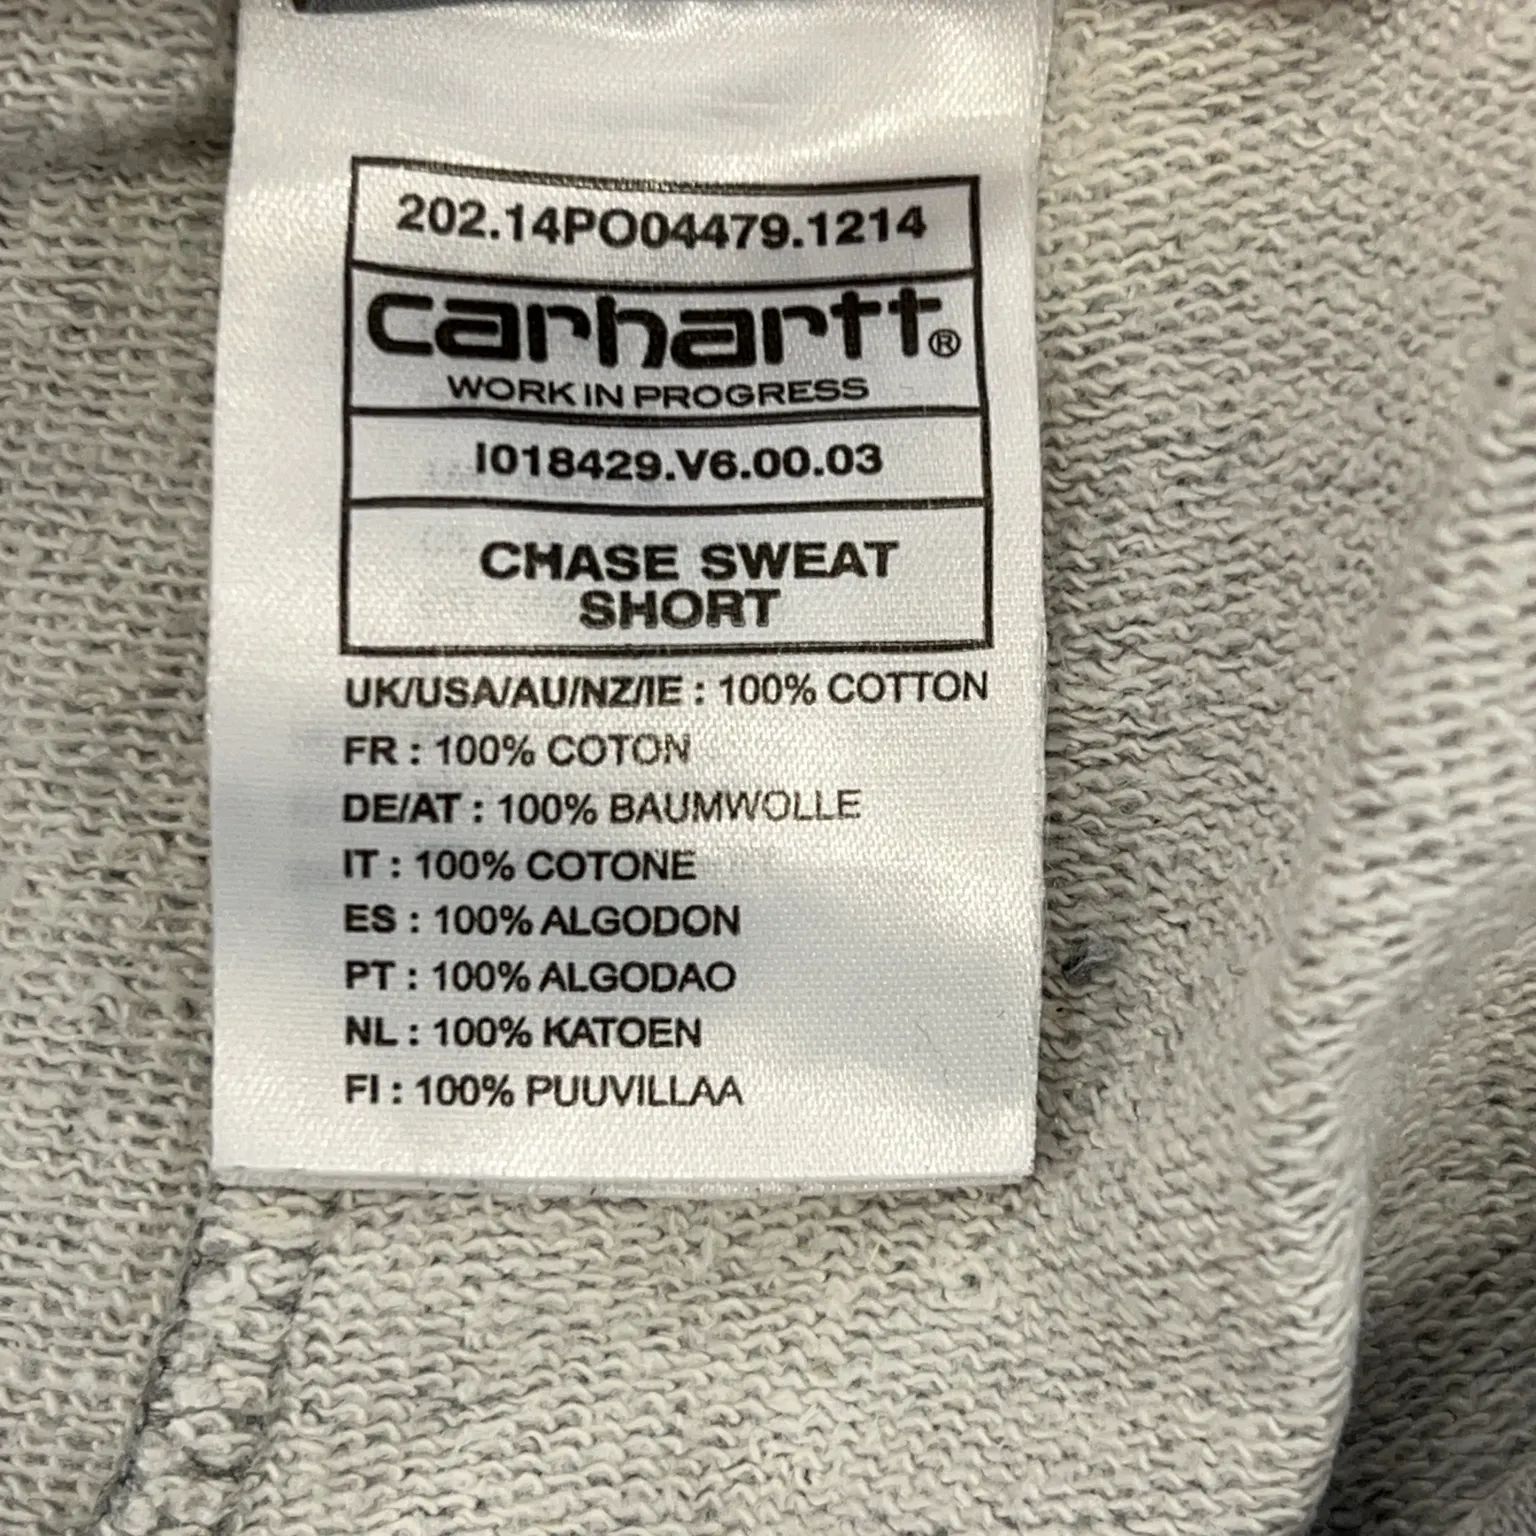 202.14PO04479.1214
carhartt®
WORK IN PROGRESS
I018429.V6.00.03
CHASE SWEAT
SHORT
UK/USA/AU/NZ/IE : 100% COTTON
FR : 100% COTON
DE/AT : 100% BAUMWOLLE
IT : 100% COTONE
ES : 100% ALGODON
PT : 100% ALGODAO
NL : 100% KATOEN
FI : 100% PUUVILLAA